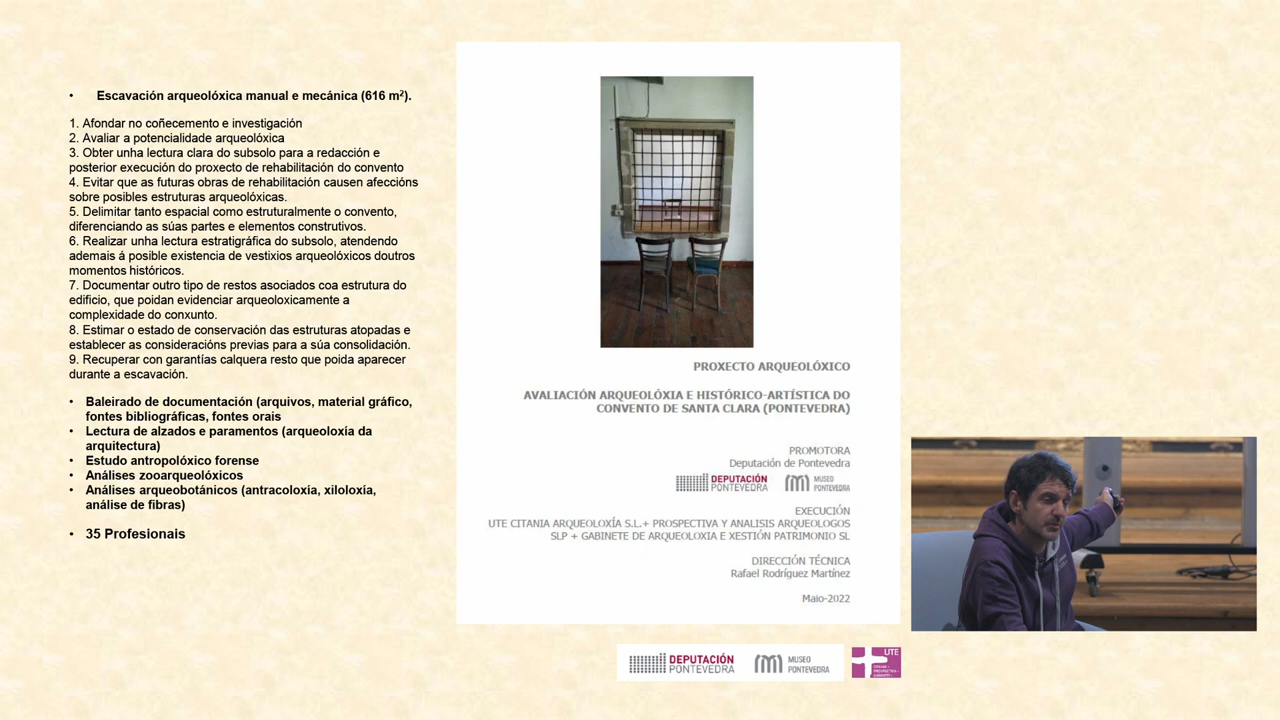 • Escavación arqueolóxica manual e mecánica (616 m²).
1. Afondar no coñecemento e investigación
2. Avaliar a potencialidade arqueolóxica
3. Obter unha lectura clara do subsolo para a redacción e
posterior execución do proxecto de rehabilitación do convento
4. Evitar que as futuras obras de rehabilitación causen afeccións
sobre posibles estruturas arqueolóxicas.
5. Delimitar tanto espacial como estruturalmente o convento,
diferenciando as súas partes e elementos construtivos.
6. Realizar unha lectura estratigráfica do subsolo, atendendo
ademais á posible existencia de vestixios arqueolóxicos doutros
momentos históricos.
7. Documentar outro tipo de restos asociados coa estrutura do
edificio, que poidan evidenciar arqueoloxicamente a
complexidade do conxunto.
8. Estimar o estado de conservación das estruturas atopadas e
establecer as consideracións previas para a súa consolidación.
9. Recuperar con garantías calquera resto que poida aparecer
durante a escavación.
• Baleirado de documentación (arquivos, material gráfico,
fontes bibliográficas, fontes orais
• Lectura de alzados e paramentos (arqueoloxía da
arquitectura)
• Estudo antropolóxico forense
• Análises zooarqueolóxicos
• Análises arqueobotánicos (antracoloxía, xiloloxía,
análise de fibras)
• 35 Profesionais
PROXECTO ARQUEOLÓXICO
AVALIACIÓN ARQUEOLÓXIA E HISTÓRICO-ARTÍSTICA DO
CONVENTO DE SANTA CLARA (PONTEVEDRA)
PROMOTORA
Deputación de Pontevedra
DEPUTACIÓN
PONTEVEDRA
MUSEO
PONTEVEDRA
EXECUCIÓN
UTE CITANIA ARQUEOLOXÍA S.L.+ PROSPECTIVA Y ANALISIS ARQUEOLOGOS
SLP + GABINETE DE ARQUEOLOXIA E XESTIÓN PATRIMONIO SL
DIRECCIÓN TÉCNICA
Rafael Rodríguez Martínez
Maio-2022
DEPUTACIÓN
PONTEVEDRA
MUSEO
PONTEVEDRA
UTE